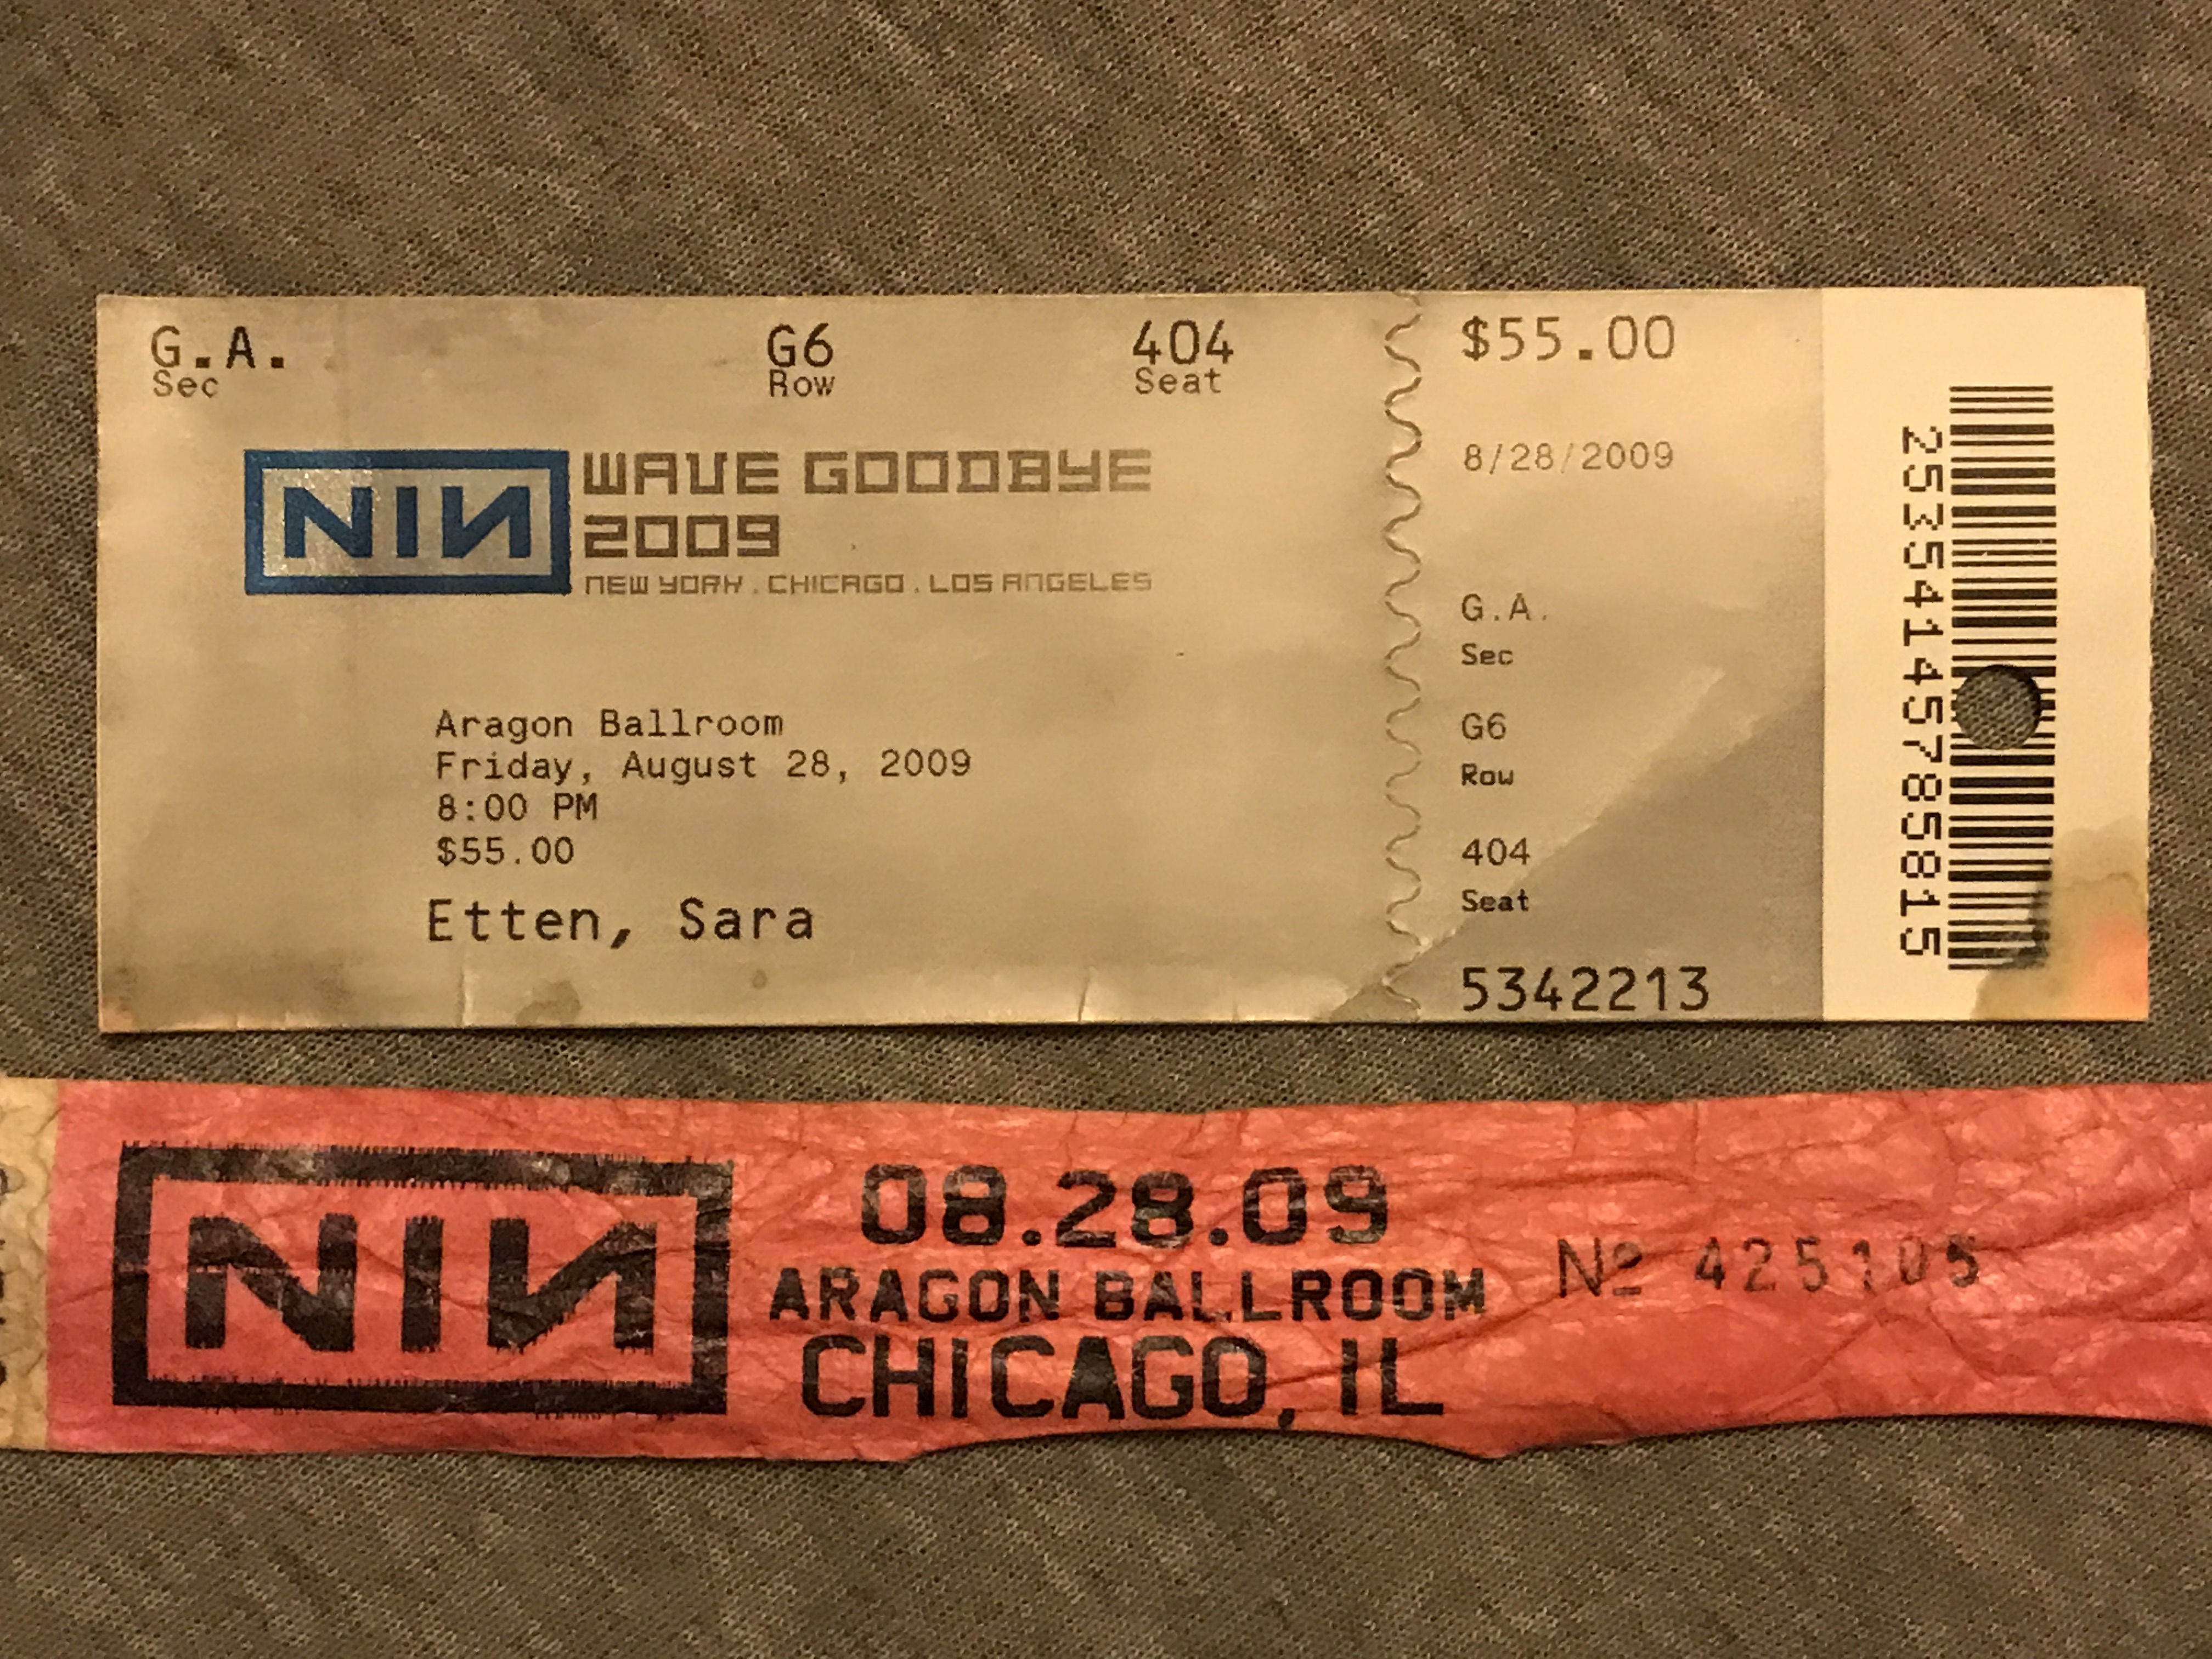 G.A. G6 404
Sec Row Seat
NIN WAVE GOODBYE
2009
NEW YORK . CHICAGO . LOS ANGELES
Aragon Ballroom
Friday, August 28, 2009
8:00 PM
$55.00
Etten, Sara
$55.00
8/28/2009
G.A.
Sec
G6
Row
404
Seat
5342213
2535414578585815
NIN
08.28.09
ARAGON BALLROOM
CHICAGO, IL
№ 425105